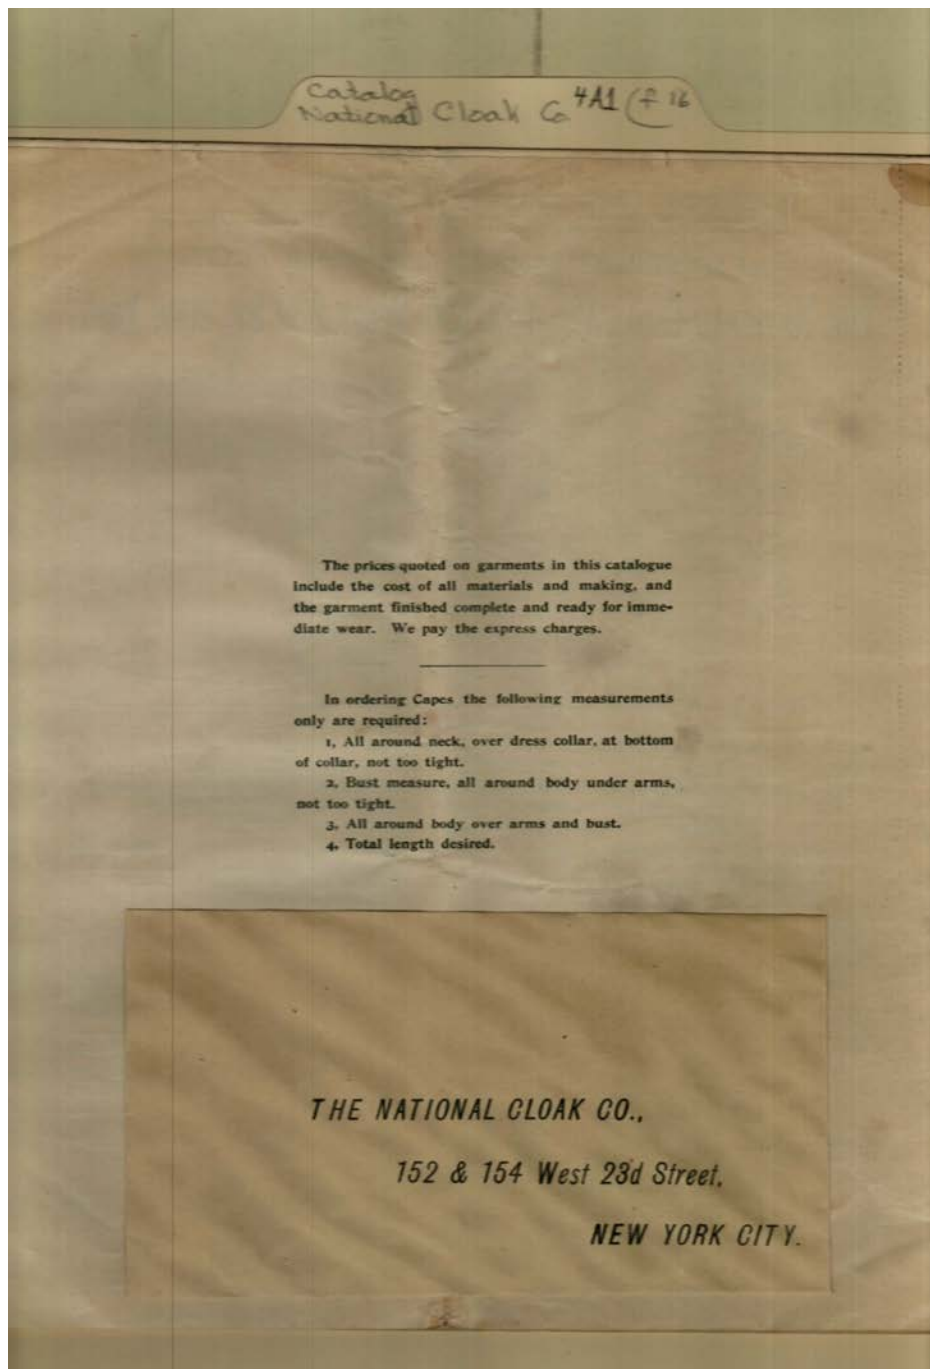 Catalog
National Cloak Co 4A1 (f 16
The prices quoted on garments in this catalogue
include the cost of all materials and making, and
the garment finished complete and ready for imme-
diate wear. We pay the express charges.
In ordering Capes the following measurements
only are required:
1, All around neck, over dress collar, at bottom
of collar, not too tight.
2, Bust measure, all around body under arms,
not too tight.
3, All around body over arms and bust.
4, Total length desired.
THE NATIONAL CLOAK CO.,
152 & 154 West 23d Street,
NEW YORK CITY.